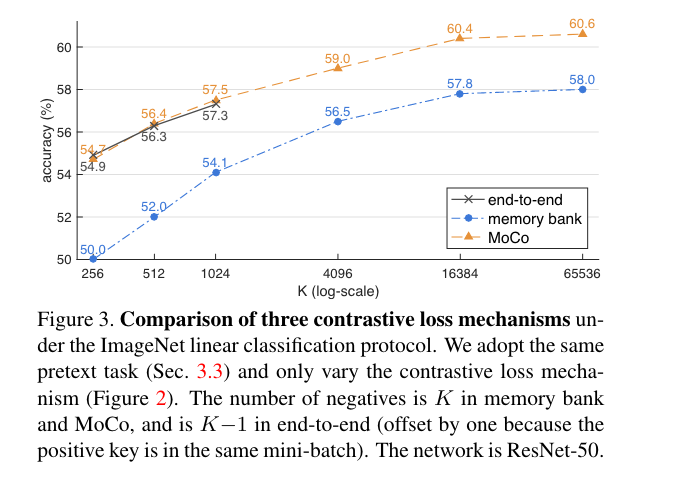 accuracy (%)
60
58
56
54
52
50
54.7
54.9
56.4
56.3
57.5
57.3
59.0
60.4
60.6
50.0
52.0
54.1
56.5
57.8
58.0
end-to-end
memory bank
MoCo
256 512 1024 4096 16384 65536
K (log-scale)
Figure 3. Comparison of three contrastive loss mechanisms un-
der the ImageNet linear classification protocol. We adopt the same
pretext task (Sec. 3.3) and only vary the contrastive loss mecha-
nism (Figure 2). The number of negatives is K in memory bank
and MoCo, and is K−1 in end-to-end (offset by one because the
positive key is in the same mini-batch). The network is ResNet-50.